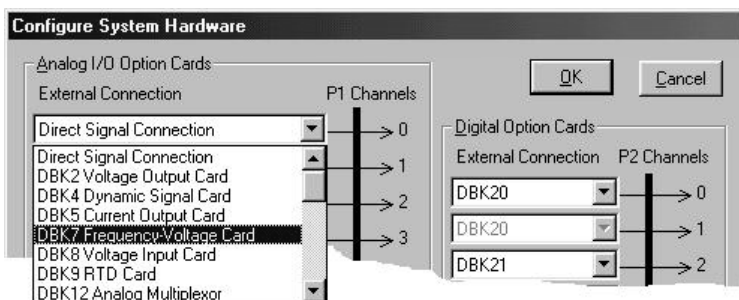 Configure System Hardware
Analog I/O Option Cards
External Connection P1 Channels
Direct Signal Connection 0
Direct Signal Connection 1
DBK2 Voltage Output Card
DBK4 Dynamic Signal Card 2
DBK5 Current Output Card
DBK7 Frequency-Voltage Card 3
DBK8 Voltage Input Card
DBK9 RTD Card
DBK12 Analog Multiplexor
OK Cancel
Digital Option Cards
External Connection P2 Channels
DBK20 0
DBK20 1
DBK21 2